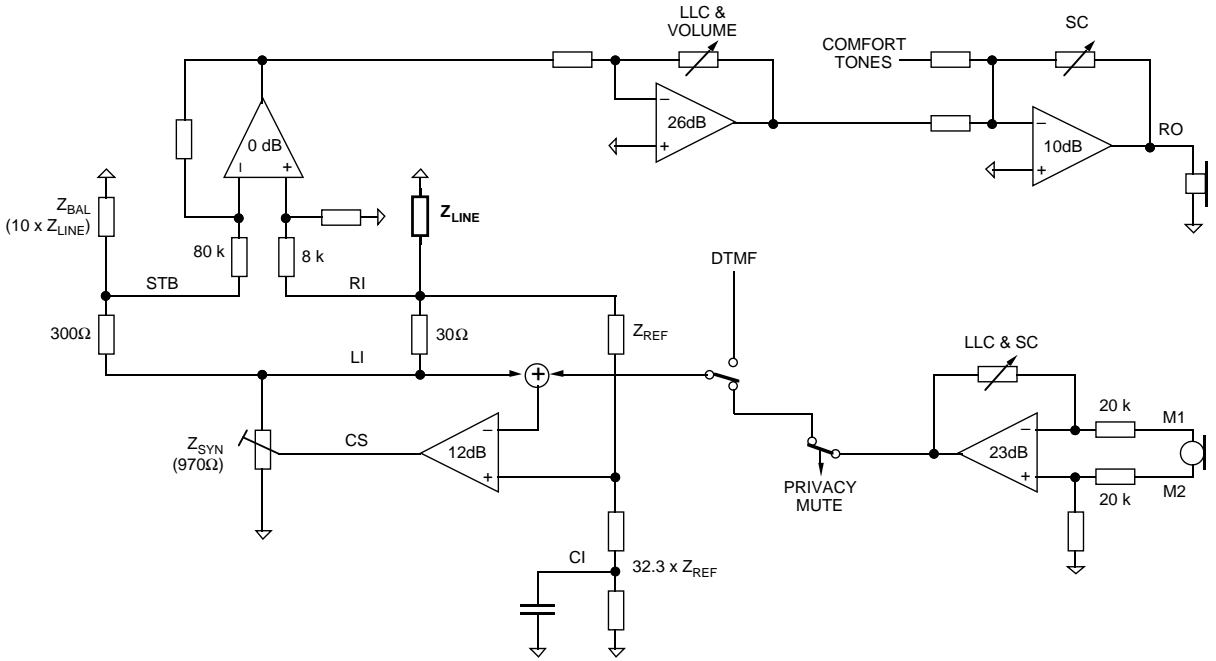 LLC &
VOLUME
SC
COMFORT
TONES
−
26dB
+
−
10dB
+
RO
0 dB
−
+
Z_BAL
(10 x Z_LINE)
Z_LINE
80 k
8 k
STB
RI
DTMF
300Ω
30Ω
Z_REF
LLC & SC
LI
+
20 k
M1
Z_SYN
(970Ω)
CS
−
12dB
+
−
23dB
+
PRIVACY
MUTE
20 k
M2
CI
32.3 x Z_REF